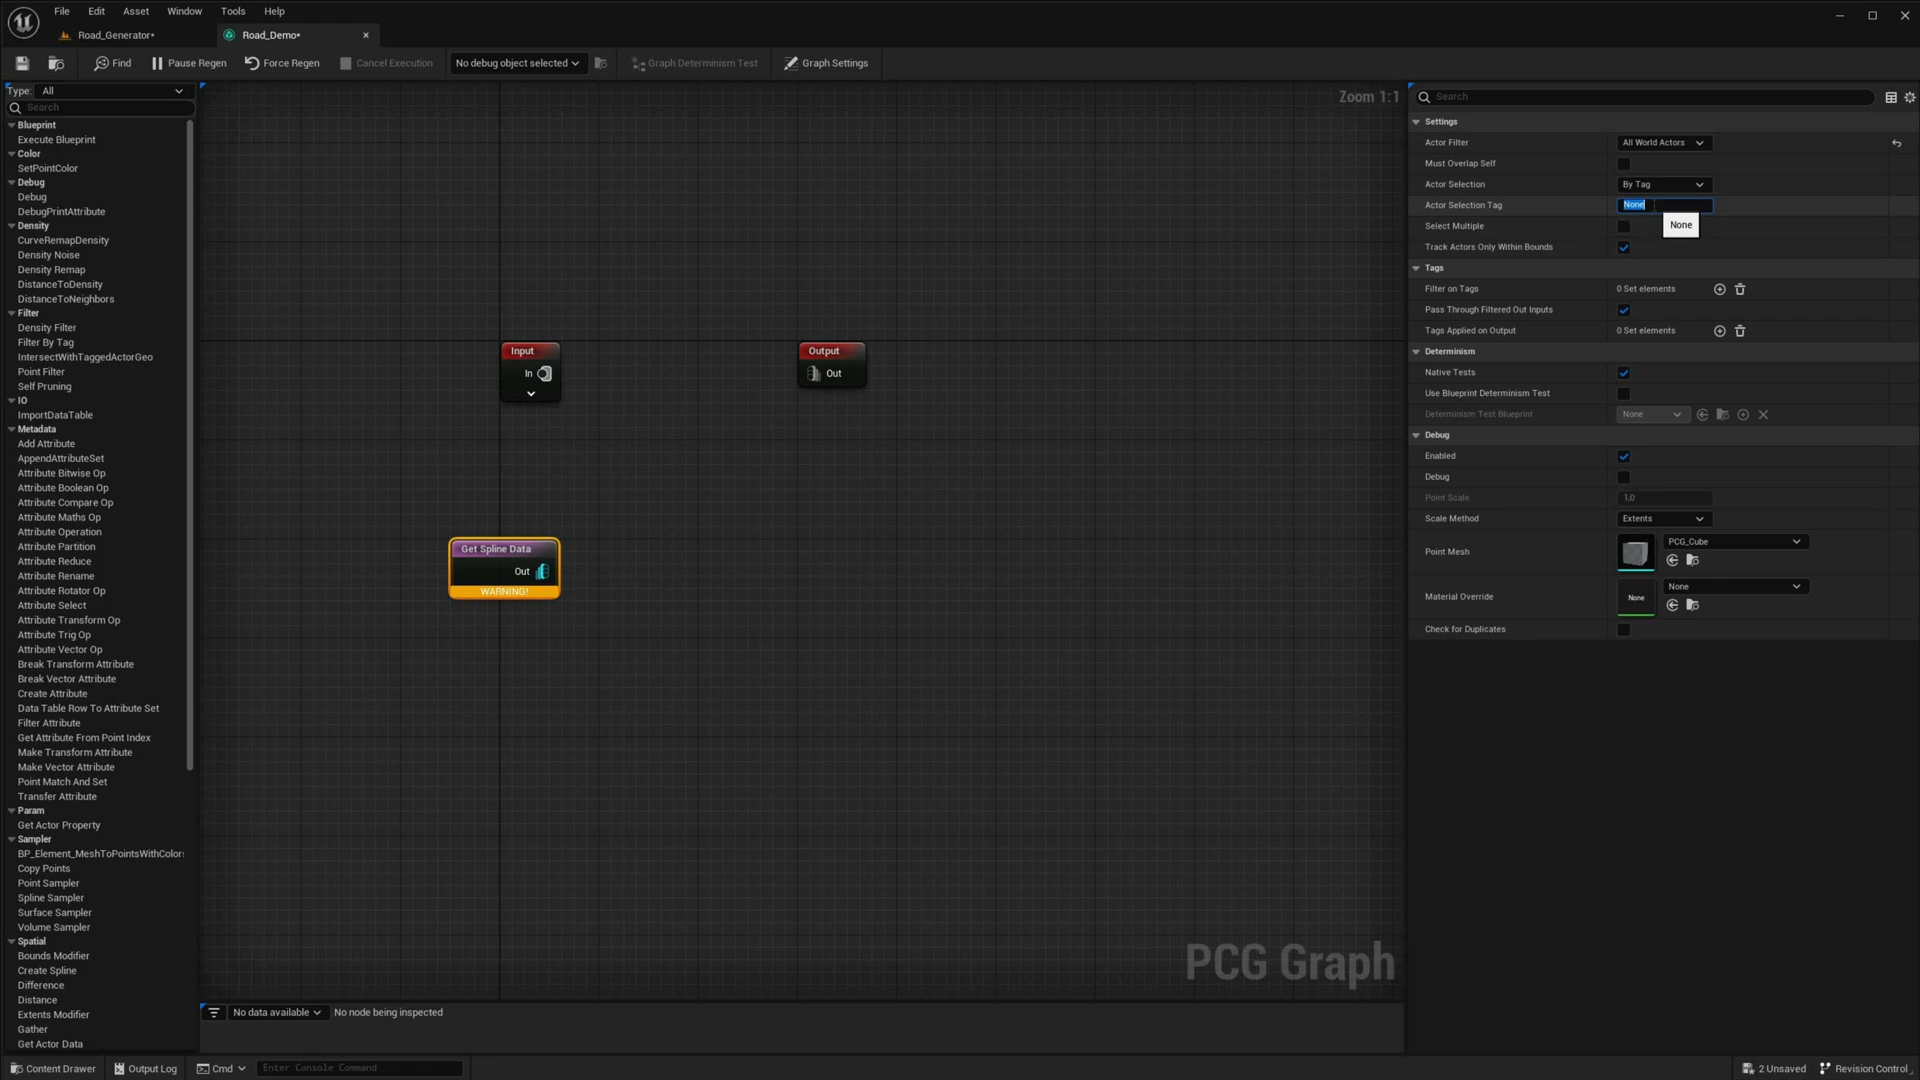 File Edit Asset Window Tools Help
Road_Generator*
Road_Demo*
Find
Pause Regen
Force Regen
Cancel Execution
No debug object selected
Graph Determinism Test
Graph Settings
Type: All
Search
Blueprint
Execute Blueprint
Color
SetPointColor
Debug
Debug
DebugPrintAttribute
Density
CurveRemapDensity
Density Noise
Density Remap
DistanceToDensity
DistanceToNeighbors
Filter
Density Filter
Filter By Tag
IntersectWithTaggedActorGeo
Point Filter
Self Pruning
IO
ImportDataTable
Metadata
Add Attribute
AppendAttributeSet
Attribute Bitwise Op
Attribute Boolean Op
Attribute Compare Op
Attribute Maths Op
Attribute Operation
Attribute Partition
Attribute Reduce
Attribute Rename
Attribute Rotator Op
Attribute Select
Attribute Transform Op
Attribute Trig Op
Attribute Vector Op
Break Transform Attribute
Break Vector Attribute
Create Attribute
Data Table Row To Attribute Set
Filter Attribute
Get Attribute From Point Index
Make Transform Attribute
Make Vector Attribute
Point Match And Set
Transfer Attribute
Param
Get Actor Property
Sampler
BP_Element_MeshToPointsWithColor
Copy Points
Point Sampler
Spline Sampler
Surface Sampler
Volume Sampler
Spatial
Bounds Modifier
Create Spline
Difference
Distance
Extents Modifier
Gather
Get Actor Data
Zoom 1:1
Input
In
Output
Out
Get Spline Data
Out
WARNING!
PCG Graph
No data available
No node being inspected
Search
Settings
Actor Filter All World Actors
Must Overlap Self
Actor Selection By Tag
Actor Selection Tag None
Select Multiple None
Track Actors Only Within Bounds
Tags
Filter on Tags 0 Set elements
Pass Through Filtered Out Inputs
Tags Applied on Output 0 Set elements
Determinism
Native Tests
Use Blueprint Determinism Test
Determinism Test Blueprint None
Debug
Enabled
Debug
Point Scale 1,0
Scale Method Extents
Point Mesh PCG_Cube
Material Override None None
Check for Duplicates
Content Drawer
Output Log
Cmd
Enter Console Command
2 Unsaved
Revision Control